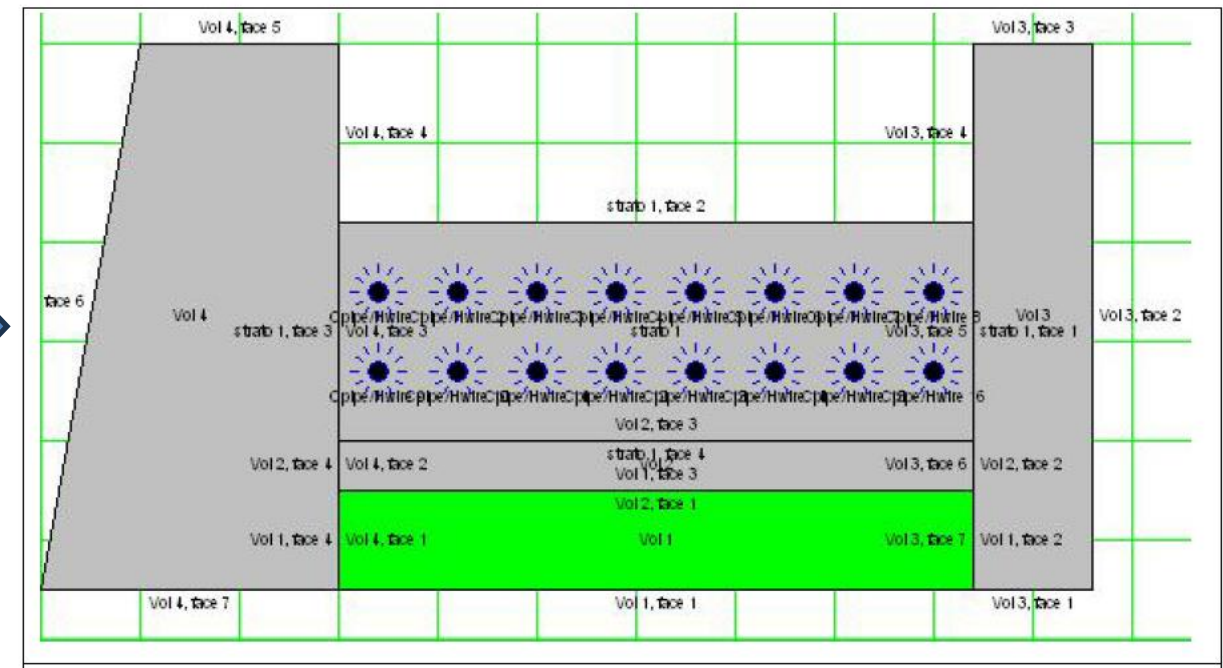 Vol 4, face 5
Vol 3, face 3
Vol 4, face 4
Vol 3, face 4
strato 1, face 2
face 6
Vol 4
strato 1, face 3
Vol 4, face 3
strato 1
Vol 3, face 5
Vol 3
strato 1, face 1
Vol 3, face 2
Vol 2, face 3
strato 1, face 4
Vol 2, face 4
Vol 4, face 2
Vol 2
Vol 3, face 6
Vol 2, face 2
Vol 1, face 3
Vol 2, face 1
Vol 1, face 4
Vol 4, face 1
Vol 1
Vol 3, face 7
Vol 1, face 2
Vol 4, face 7
Vol 1, face 1
Vol 3, face 1